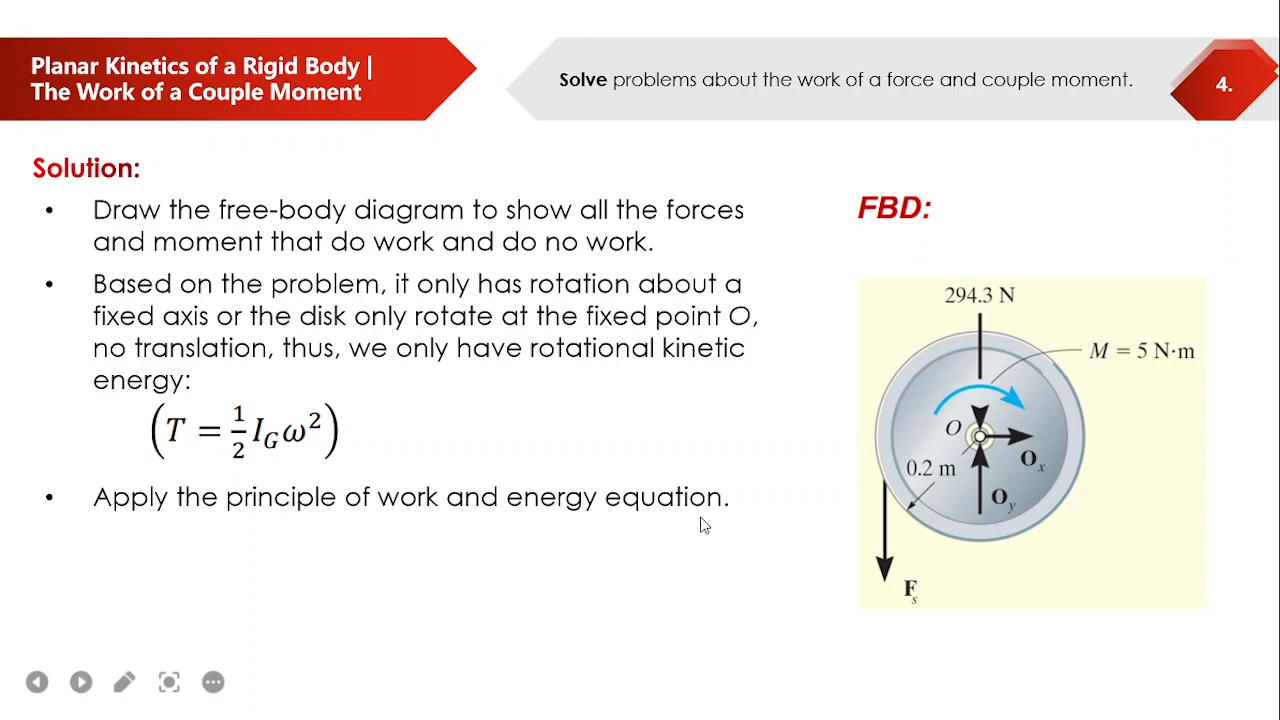 Planar Kinetics of a Rigid Body |
The Work of a Couple Moment
Solve problems about the work of a force and couple moment.
4.
Solution:
• Draw the free-body diagram to show all the forces
and moment that do work and do no work.
• Based on the problem, it only has rotation about a
fixed axis or the disk only rotate at the fixed point O,
no translation, thus, we only have rotational kinetic
energy:
(T = 1/2 I_G ω²)
• Apply the principle of work and energy equation.
FBD:
294.3 N
M = 5 N·m
O
O_x
0.2 m
O_y
F_s